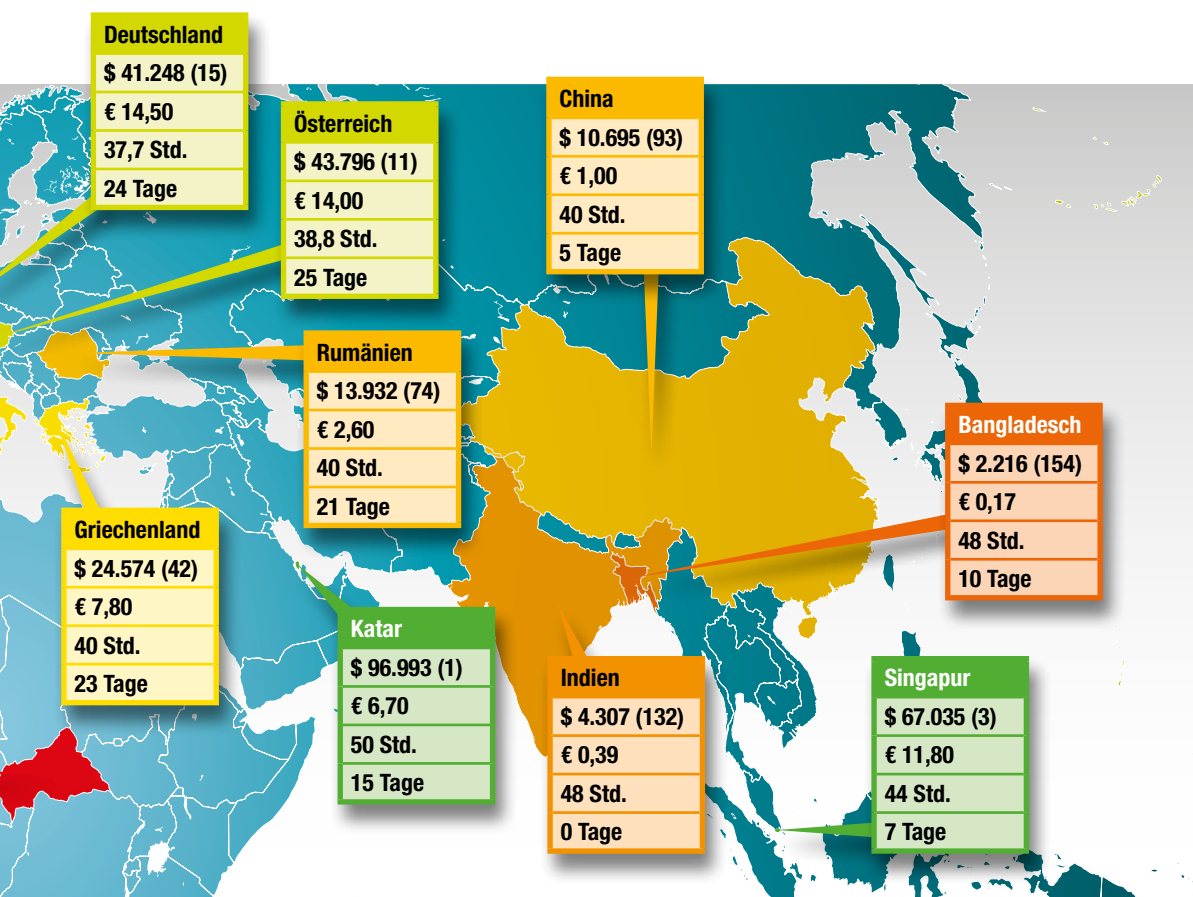 Deutschland
$ 41.248 (15)
€ 14,50
37,7 Std.
24 Tage
Österreich
$ 43.796 (11)
€ 14,00
38,8 Std.
25 Tage
China
$ 10.695 (93)
€ 1,00
40 Std.
5 Tage
Rumänien
$ 13.932 (74)
€ 2,60
40 Std.
21 Tage
Bangladesch
$ 2.216 (154)
€ 0,17
48 Std.
10 Tage
Griechenland
$ 24.574 (42)
€ 7,80
40 Std.
23 Tage
Katar
$ 96.993 (1)
€ 6,70
50 Std.
15 Tage
Indien
$ 4.307 (132)
€ 0,39
48 Std.
0 Tage
Singapur
$ 67.035 (3)
€ 11,80
44 Std.
7 Tage